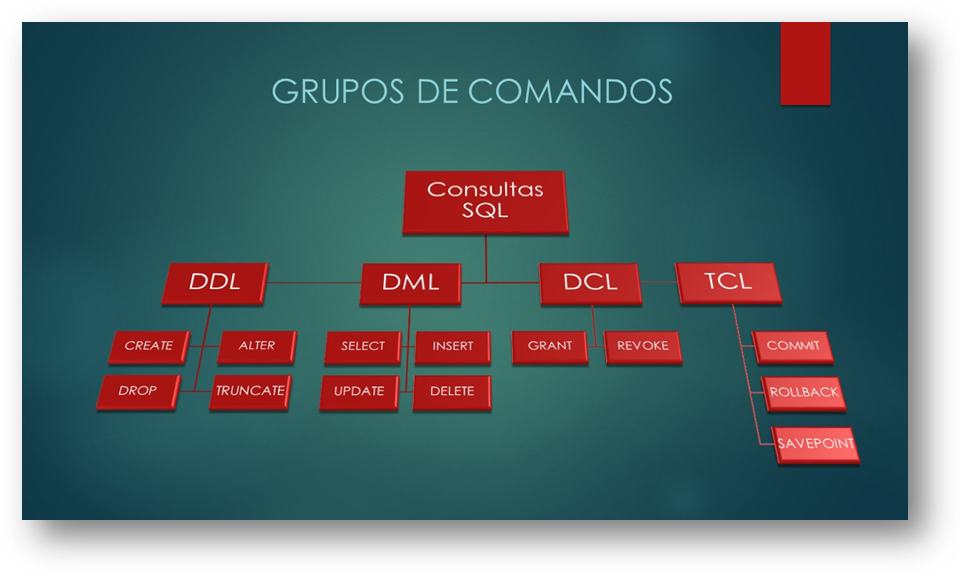 GRUPOS DE COMANDOS
Consultas
SQL
DDL
DML
DCL
TCL
CREATE
ALTER
SELECT
INSERT
GRANT
REVOKE
COMMIT
DROP
TRUNCATE
UPDATE
DELETE
ROLLBACK
SAVEPOINT